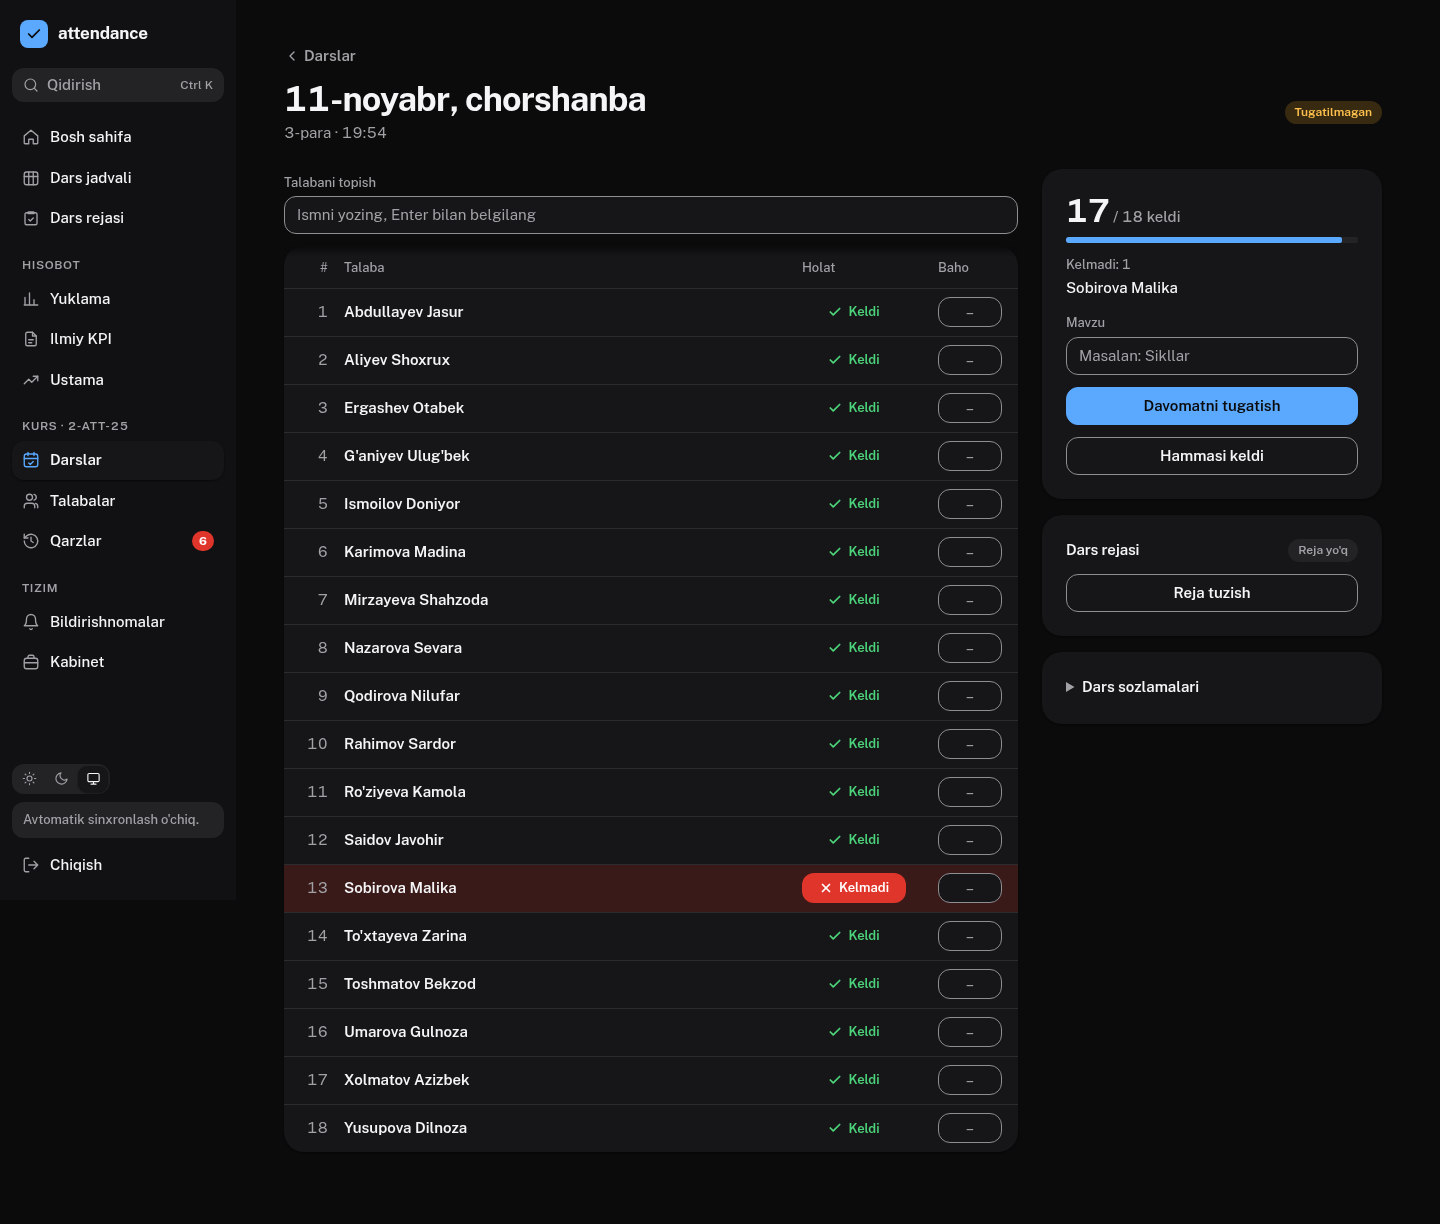 attendance
Qidirish Ctrl K
Bosh sahifa
Dars jadvali
Dars rejasi
HISOBOT
Yuklama
Ilmiy KPI
Ustama
KURS · 2-ATT-25
Darslar
Talabalar
Qarzlar 6
TIZIM
Bildirishnomalar
Kabinet
Avtomatik sinxronlash o'chiq.
Chiqish
Darslar
11-noyabr, chorshanba
3-para · 19:54
Tugatilmagan
Talabani topish
Ismni yozing, Enter bilan belgilang
# Talaba Holat Baho
1 Abdullayev Jasur Keldi –
2 Aliyev Shoxrux Keldi –
3 Ergashev Otabek Keldi –
4 G'aniyev Ulug'bek Keldi –
5 Ismoilov Doniyor Keldi –
6 Karimova Madina Keldi –
7 Mirzayeva Shahzoda Keldi –
8 Nazarova Sevara Keldi –
9 Qodirova Nilufar Keldi –
10 Rahimov Sardor Keldi –
11 Ro'ziyeva Kamola Keldi –
12 Saidov Javohir Keldi –
13 Sobirova Malika Kelmadi –
14 To'xtayeva Zarina Keldi –
15 Toshmatov Bekzod Keldi –
16 Umarova Gulnoza Keldi –
17 Xolmatov Azizbek Keldi –
18 Yusupova Dilnoza Keldi –
17 / 18 keldi
Kelmadi: 1
Sobirova Malika
Mavzu
Masalan: Sikllar
Davomatni tugatish
Hammasi keldi
Dars rejasi Reja yo'q
Reja tuzish
Dars sozlamalari